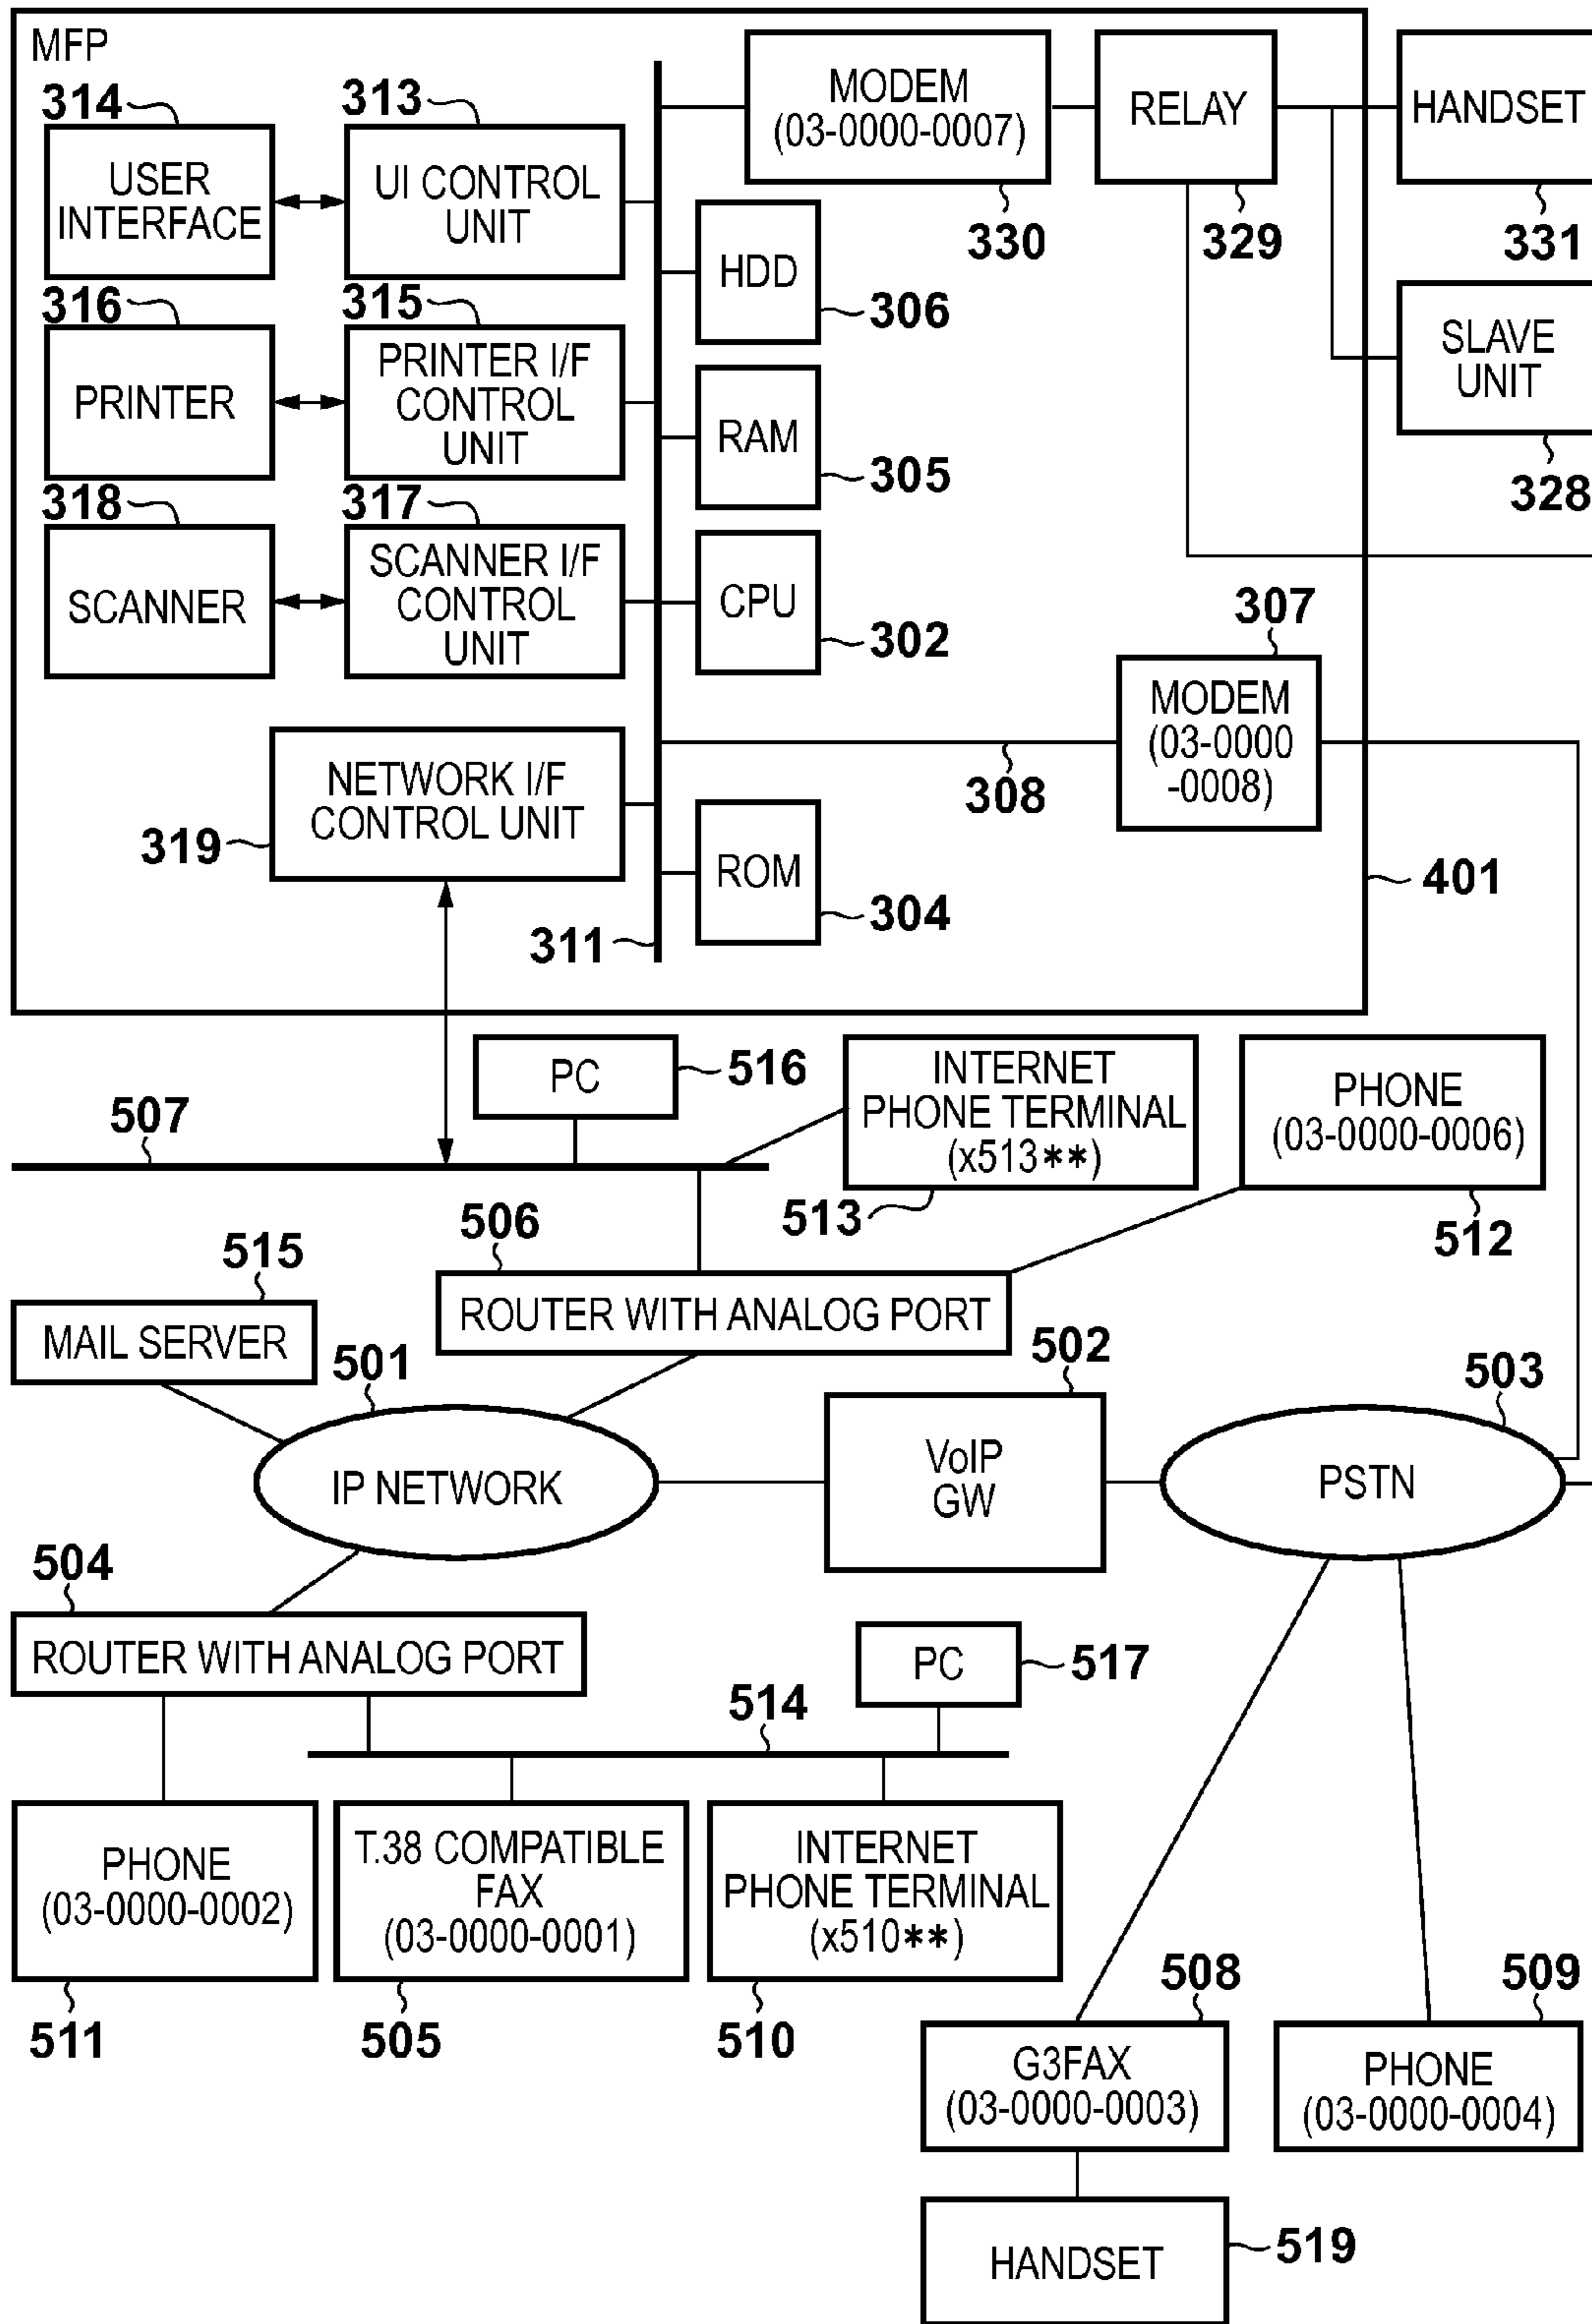 MFP
314
313
USER
INTERFACE
UI CONTROL
UNIT
MODEM
(03-0000-0007)
330
RELAY
329
HANDSET
331
HDD
306
316
315
PRINTER
PRINTER I/F
CONTROL
UNIT
RAM
305
SLAVE
UNIT
328
318
317
SCANNER
SCANNER I/F
CONTROL
UNIT
CPU
302
307
MODEM
(03-0000
-0008)
308
NETWORK I/F
CONTROL UNIT
319
ROM
304
311
401
PC
516
INTERNET
PHONE TERMINAL
(x513**)
513
PHONE
(03-0000-0006)
512
507
506
ROUTER WITH ANALOG PORT
515
MAIL SERVER
501
IP NETWORK
502
VoIP
GW
503
PSTN
504
ROUTER WITH ANALOG PORT
PC
517
514
PHONE
(03-0000-0002)
511
T.38 COMPATIBLE
FAX
(03-0000-0001)
505
INTERNET
PHONE TERMINAL
(x510**)
510
508
G3FAX
(03-0000-0003)
509
PHONE
(03-0000-0004)
HANDSET
519